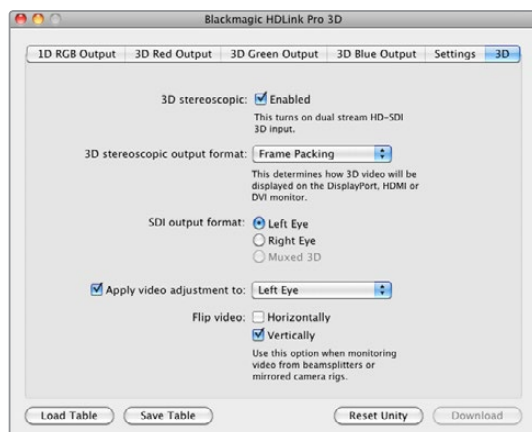 Blackmagic HDLink Pro 3D
1D RGB Output 3D Red Output 3D Green Output 3D Blue Output Settings 3D
3D stereoscopic: Enabled
This turns on dual stream HD-SDI
3D input.
3D stereoscopic output format: Frame Packing
This determines how 3D video will be
displayed on the DisplayPort, HDMI or
DVI monitor.
SDI output format: Left Eye
Right Eye
Muxed 3D
Apply video adjustment to: Left Eye
Flip video: Horizontally
Vertically
Use this option when monitoring
video from beamsplitters or
mirrored camera rigs.
Load Table Save Table Reset Unity Download